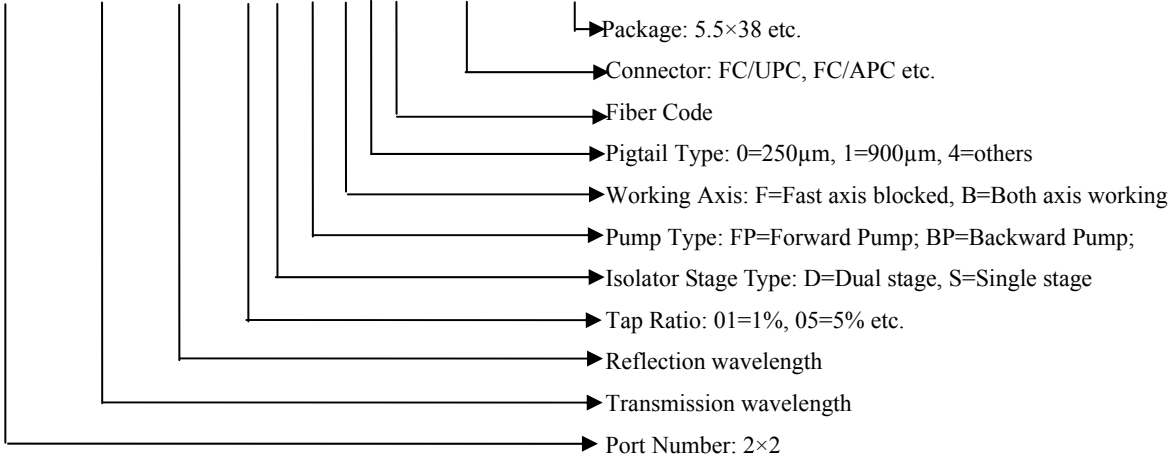 Package: 5.5×38 etc.
Connector: FC/UPC, FC/APC etc.
Fiber Code
Pigtail Type: 0=250μm, 1=900μm, 4=others
Working Axis: F=Fast axis blocked, B=Both axis working
Pump Type: FP=Forward Pump; BP=Backward Pump;
Isolator Stage Type: D=Dual stage, S=Single stage
Tap Ratio: 01=1%, 05=5% etc.
Reflection wavelength
Transmission wavelength
Port Number: 2×2